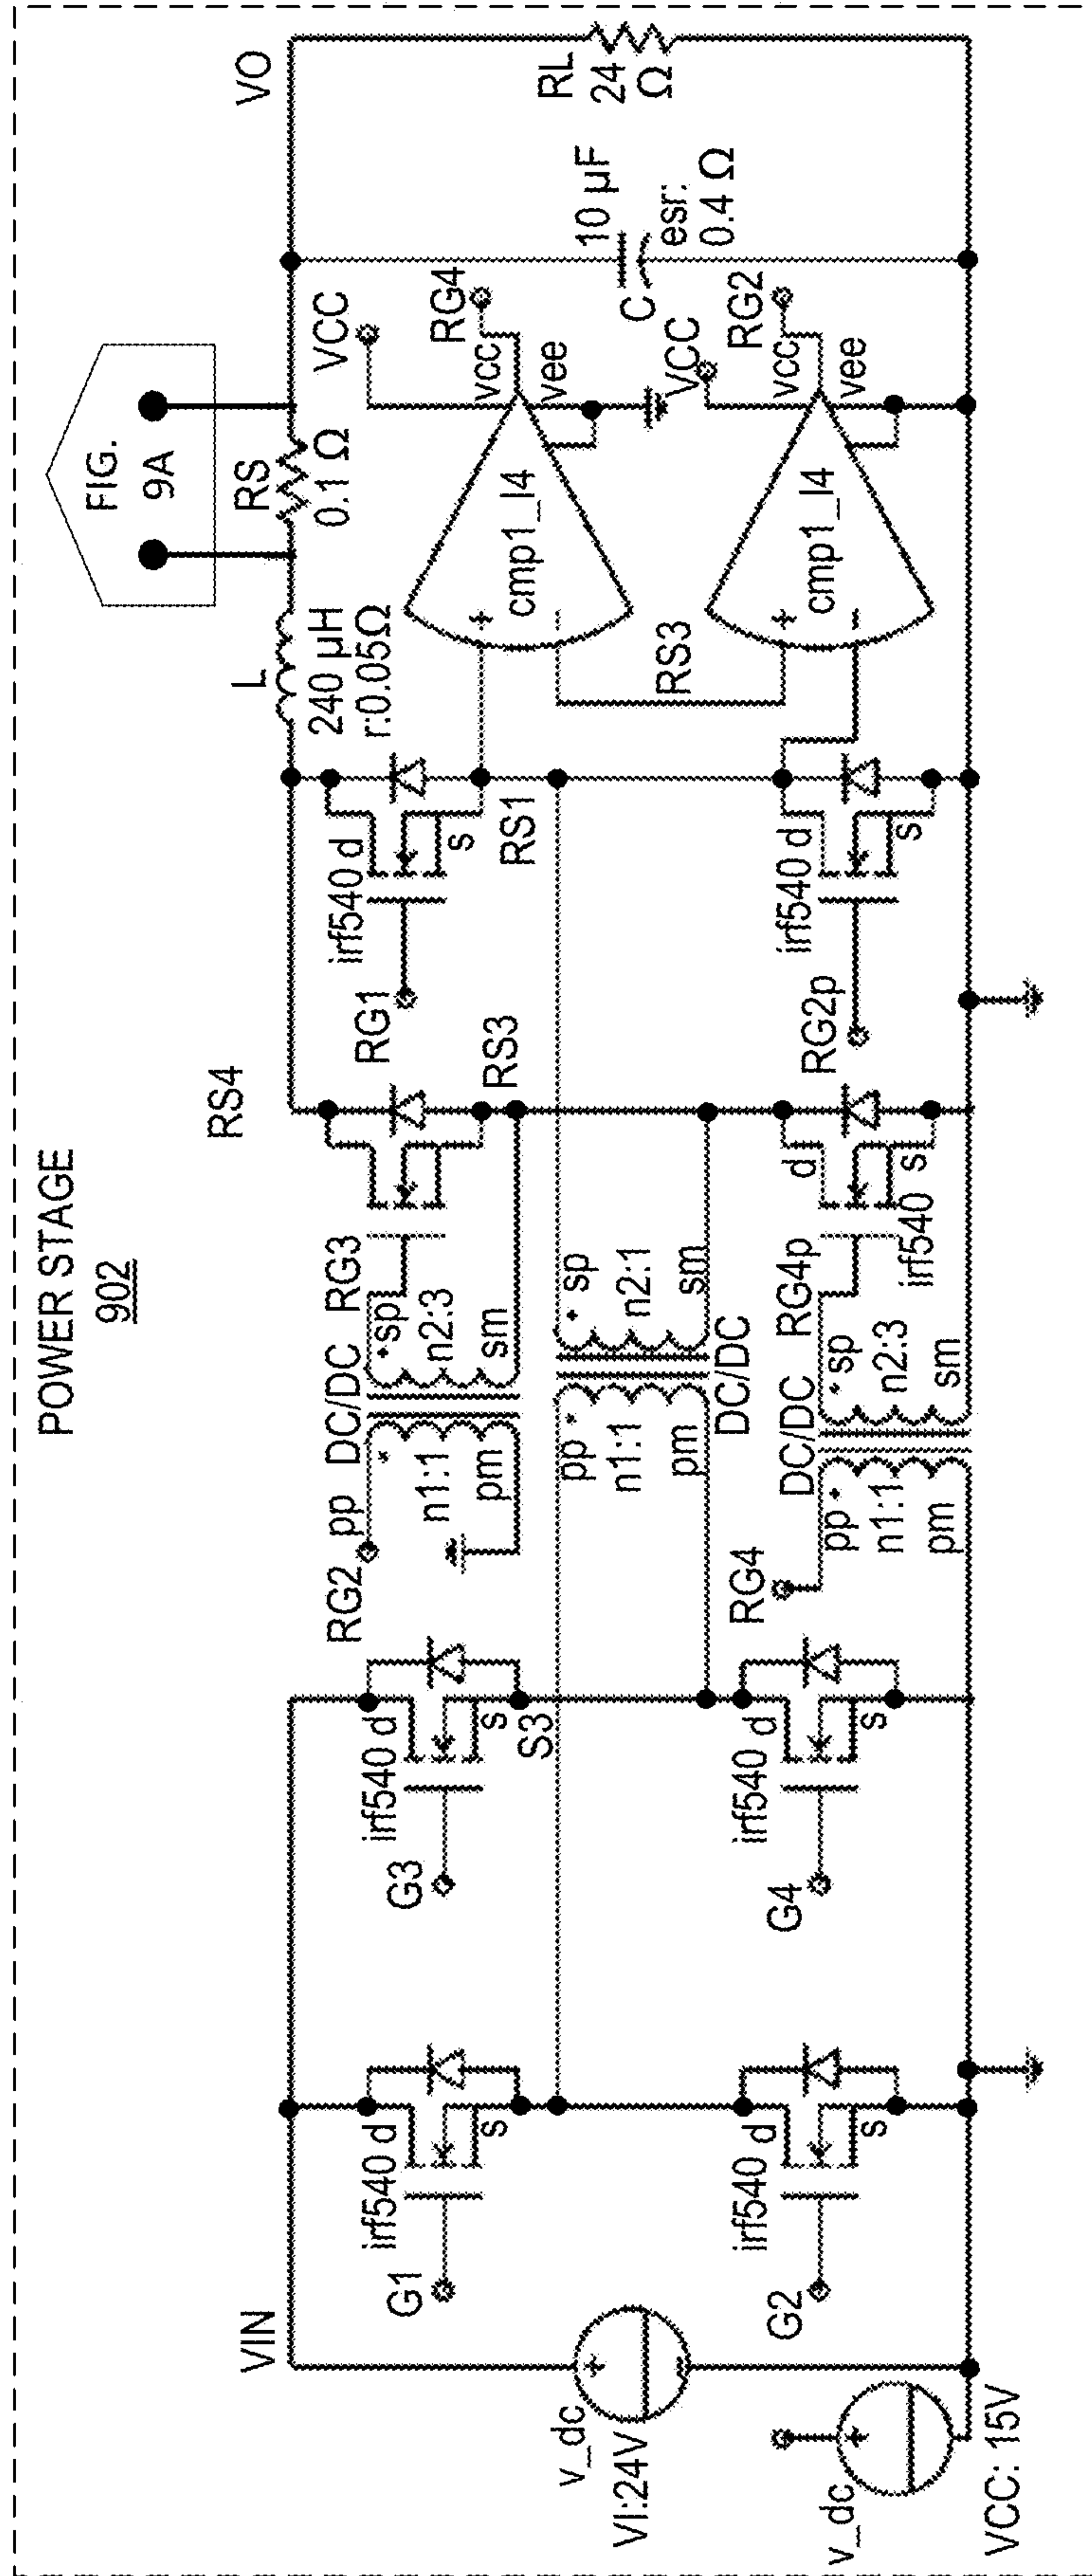 POWER STAGE
902
FIG.
9A
VIN
RS4
L
240 µH
r:0.05Ω
RS
0.1 Ω
VO
v_dc
VI:24V
v_dc
VCC: 15V
G1
irf540
d
s
G2
irf540
d
s
G3
irf540
d
s
S3
G4
irf540
d
s
RG2
pp
DC/DC
RG3
*
n1:1
pm
*sp
n2:3
sm
pp *
n1:1
pm
* sp
n2:1
sm
DC/DC
RG4
DC/DC
RG4p
pp *
n1:1
pm
* sp
n2:3
sm
RS3
d
s
irf540
RG1
irf540
d
s
RS1
RG2p
irf540
d
s
RS3
+
-
cmp1_I4
vcc
vee
VCC
RG4
+
-
cmp1_I4
VCC
vcc
vee
RG2
10 µF
C
esr:
0.4 Ω
RL
24
Ω